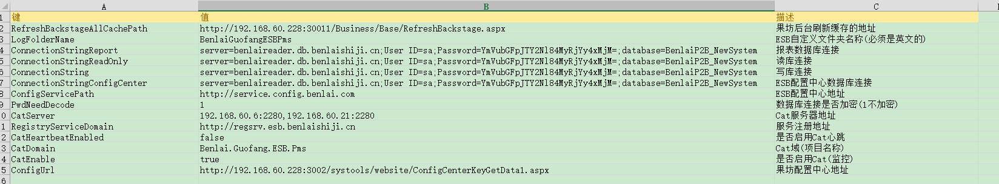 A B C
1 键 值 描述
2 RefreshBackstageAllCachePath http://192.168.60.228:30011/Business/Base/RefreshBackstage.aspx 果坊后台刷新缓存的地址
3 LogFolderName BenlaiGuofangESBPms ESB自定义文件夹名称(必须是英文的)
4 ConnectionStringReport server=benlaireader.db.benlaishiji.cn;User ID=sa;Password=YmVubGFpJTY2Nl84MyRjYy4xMjM=;database=BenlaiP2B_NewSystem 报表数据库连接
5 ConnectionStringReadOnly server=benlaireader.db.benlaishiji.cn;User ID=sa;Password=YmVubGFpJTY2Nl84MyRjYy4xMjM=;database=BenlaiP2B_NewSystem 读库连接
6 ConnectionString server=benlaireader.db.benlaishiji.cn;User ID=sa;Password=YmVubGFpJTY2Nl84MyRjYy4xMjM=;database=BenlaiP2B_NewSystem 写库连接
7 ConnectionStringConfigCenter server=benlaireader.db.benlaishiji.cn;User ID=sa;Password=YmVubGFpJTY2Nl84MyRjYy4xMjM=;database=BenlaiP2B_NewSystem ESB配置中心数据库连接
8 ConfigServicePath http://service.config.benlai.com ESB配置中心地址
9 PwdNeedDecode 1 数据库连接是否加密(1不加密)
0 CatServer 192.168.60.6:2280,192.168.60.21:2280 Cat服务器地址
1 RegistryServiceDomain http://regsrv.esb.benlaishiji.cn 服务注册地址
2 CatHeartbeatEnabled false 是否启用Cat心跳
3 CatDomain Benlai.Guofang.ESB.Pms Cat域(项目名称)
4 CatEnable true 是否启用Cat(监控)
5 ConfigUrl http://192.168.60.228:3002/systools/website/ConfigCenterKeyGetData1.aspx 果坊配置中心地址
6